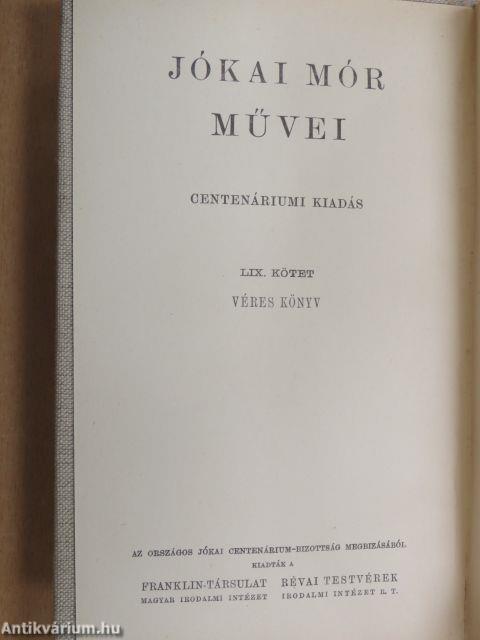 JÓKAI MÓR
MŰVEI
CENTENÁRIUMI KIADÁS
LIX. KÖTET
VÉRES KÖNYV
AZ ORSZÁGOS JÓKAI CENTENÁRIUM-BIZOTTSÁG MEGBIZÁSÁBÓL
KIADTÁK A
FRANKLIN-TÁRSULAT RÉVAI TESTVÉREK
MAGYAR IRODALMI INTÉZET IRODALMI INTÉZET R. T.
Antikvárium.hu